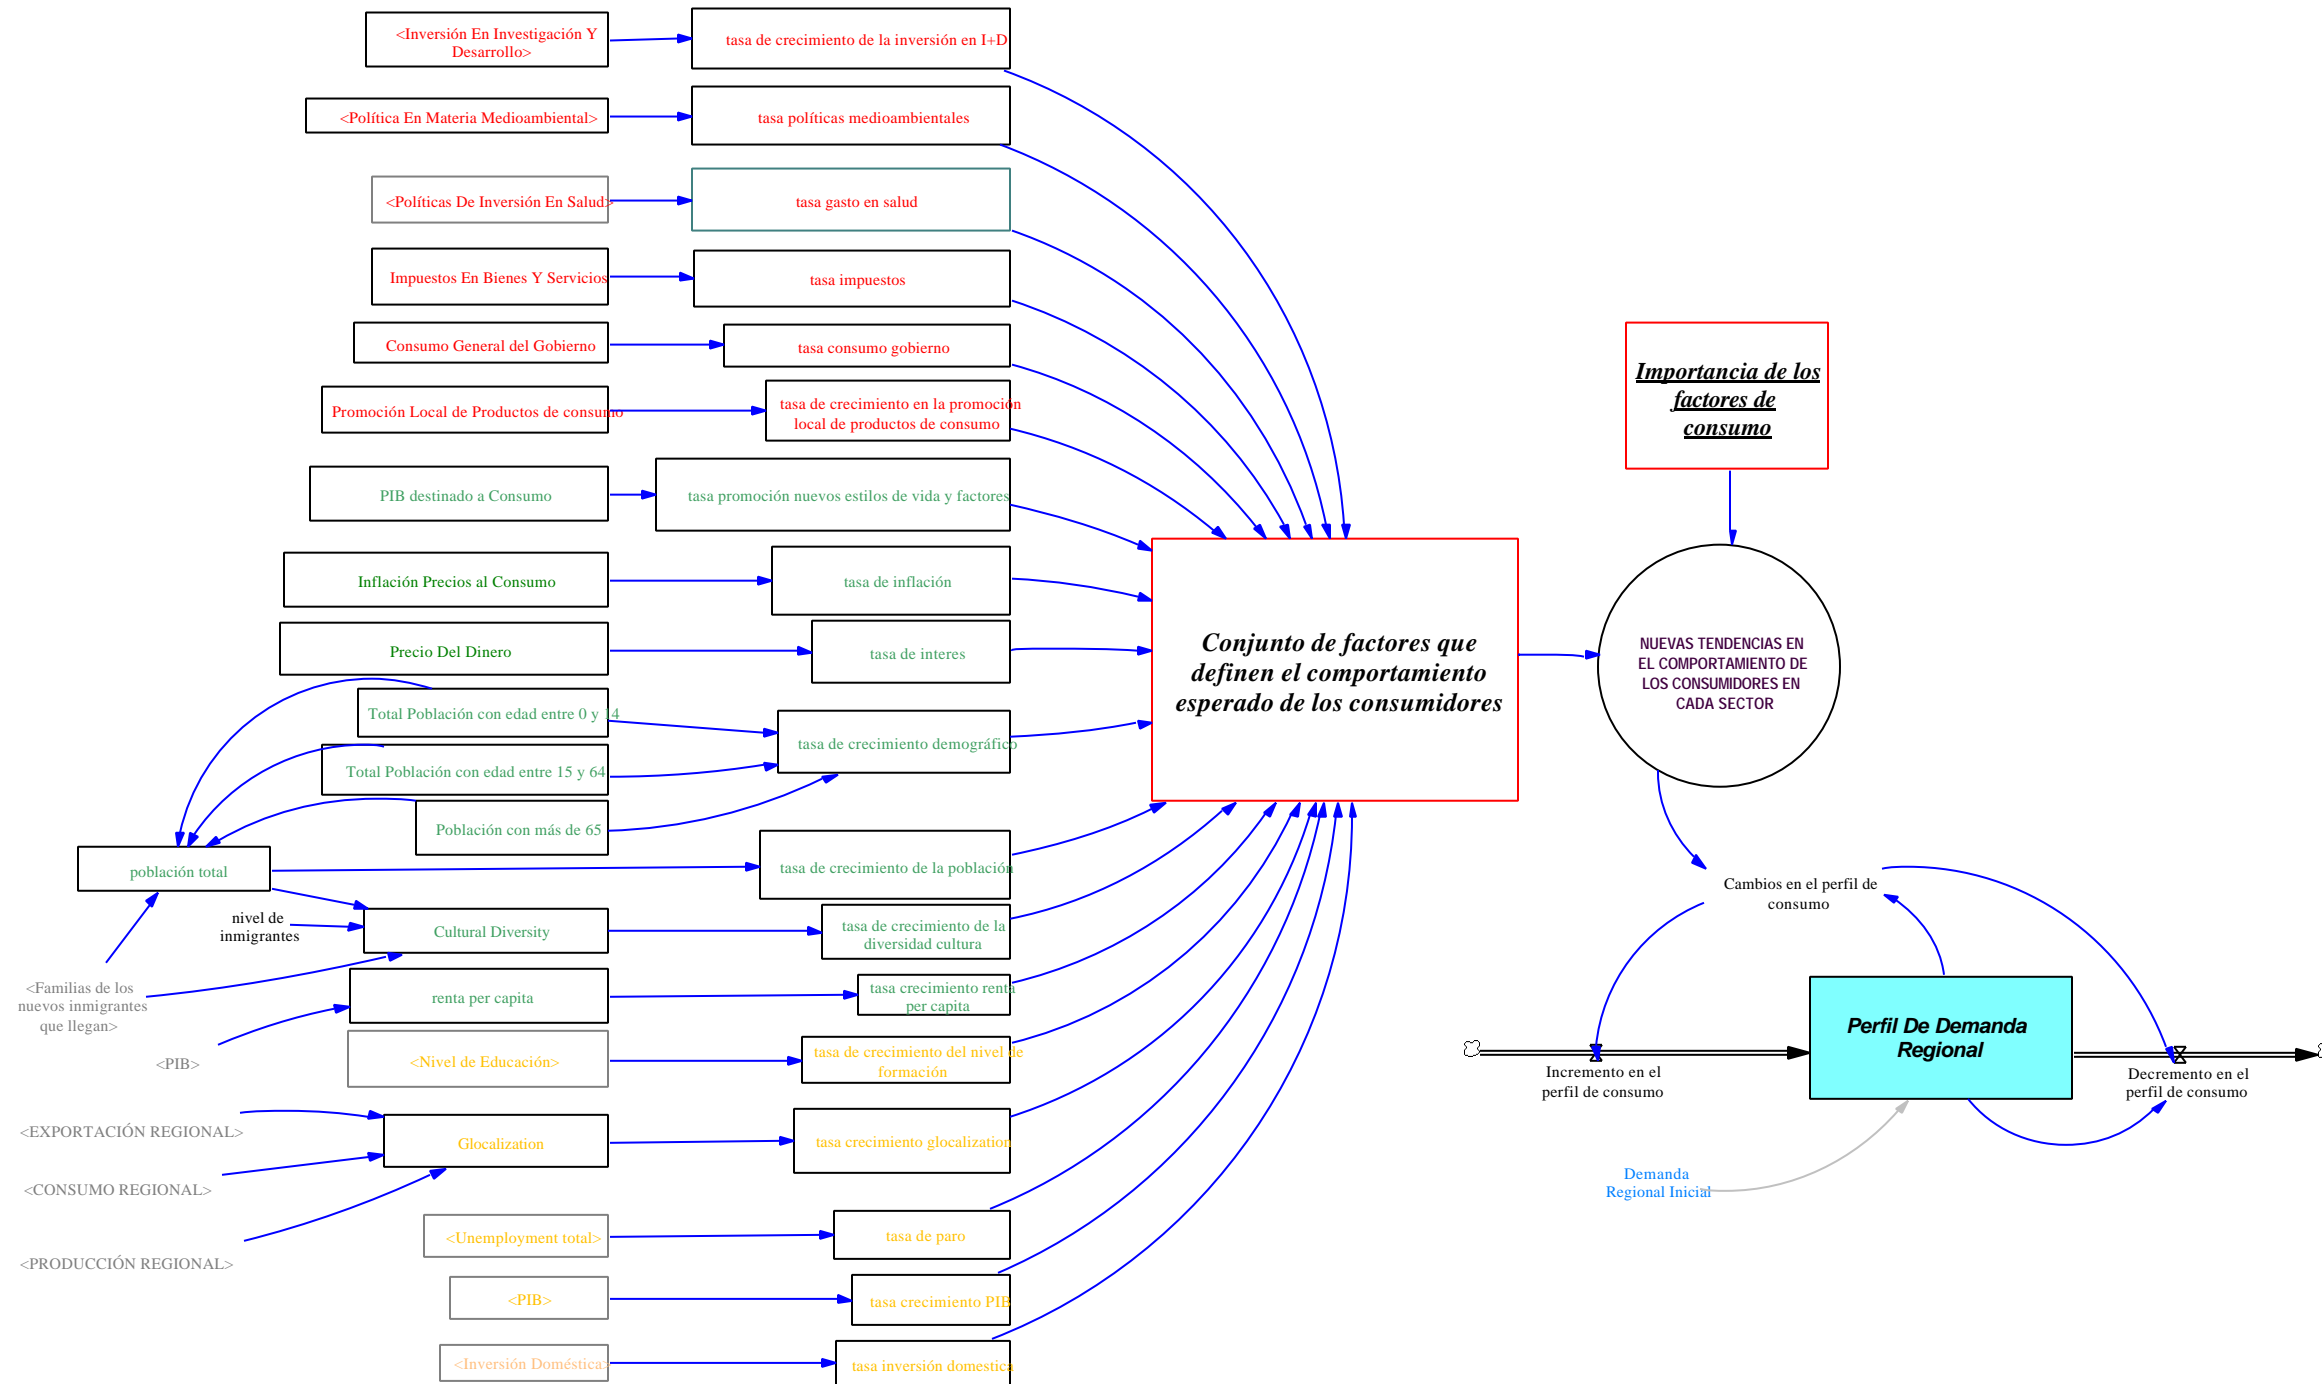 <Inversión En Investigación Y
Desarrollo>
tasa de crecimiento de la inversión en I+D
<Política En Materia Medioambiental>
tasa políticas medioambientales
<Políticas De Inversión En Salud>
tasa gasto en salud
Impuestos En Bienes Y Servicios
tasa impuestos
Consumo General del Gobierno
tasa consumo gobierno
Promoción Local de Productos de consumo
tasa de crecimiento en la promoción
local de productos de consumo
PIB destinado a Consumo
tasa promoción nuevos estilos de vida y factores
Inflación Precios al Consumo
tasa de inflación
Precio Del Dinero
tasa de interes
Total Población con edad entre 0 y 14
Total Población con edad entre 15 y 64
Población con más de 65
tasa de crecimiento demográfico
población total
tasa de crecimiento de la población
nivel de
inmigrantes
Cultural Diversity
tasa de crecimiento de la
diversidad cultura
<Familias de los
nuevos inmigrantes
que llegan>
renta per capita
tasa crecimiento renta
per capita
<PIB>
<Nivel de Educación>
tasa de crecimiento del nivel de
formación
<EXPORTACIÓN REGIONAL>
<CONSUMO REGIONAL>
<PRODUCCIÓN REGIONAL>
Glocalization
tasa crecimiento glocalization
<Unemployment total>
tasa de paro
<PIB>
tasa crecimiento PIB
<Inversión Doméstica>
tasa inversión domestica
Conjunto de factores que
definen el comportamiento
esperado de los consumidores
Importancia de los
factores de
consumo
NUEVAS TENDENCIAS EN
EL COMPORTAMIENTO DE
LOS CONSUMIDORES EN
CADA SECTOR
Cambios en el perfil de
consumo
Incremento en el
perfil de consumo
Perfil De Demanda
Regional
Decremento en el
perfil de consumo
Demanda
Regional Inicial